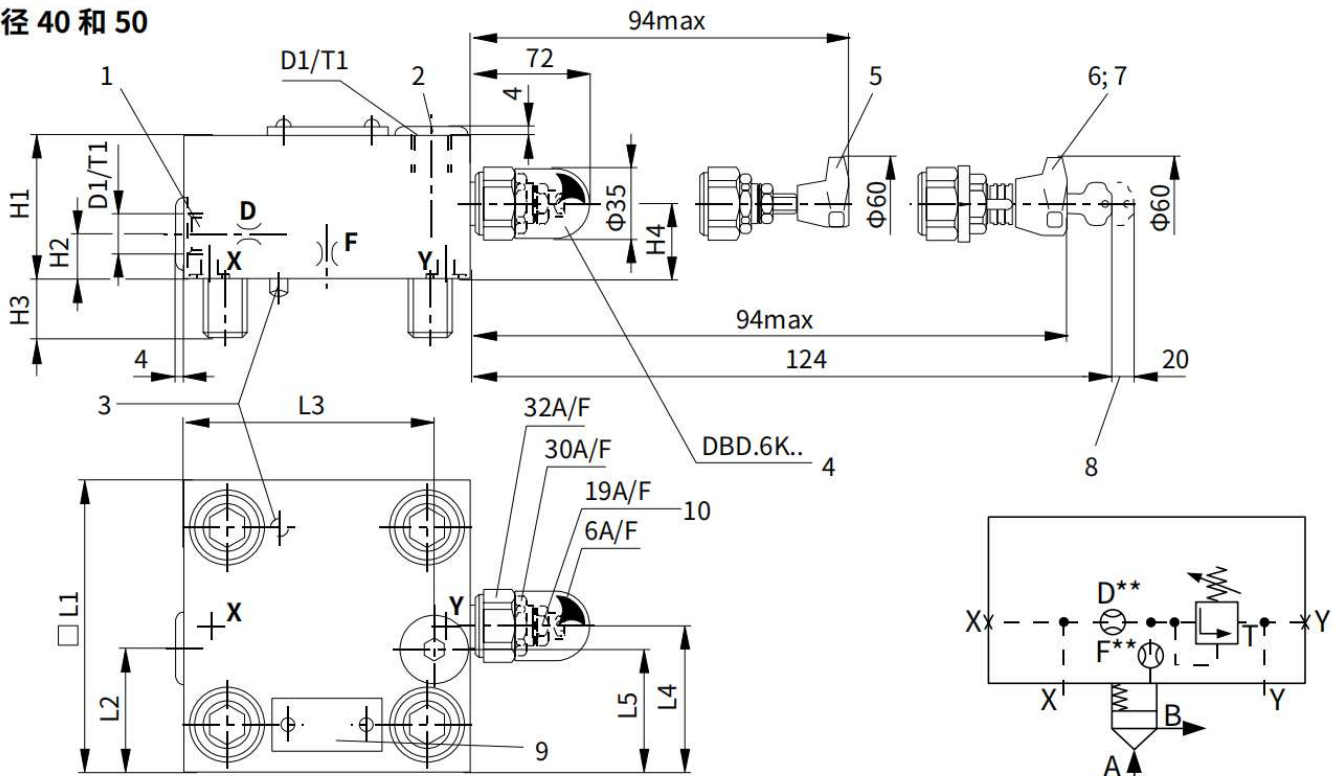 径 40 和 50
94max
72
D1/T1
1
2
4
5
6; 7
H1
D1/T1
H2
D
F
X
Y
Φ35
H4
Φ60
Φ60
H3
94max
4
124
20
3
L3
32A/F
30A/F
DBD.6K..
4
8
19A/F
10
6A/F
□ L1
X
Y
L2
L5
L4
9
D**
X
Y
F**
T
X
Y
B
A